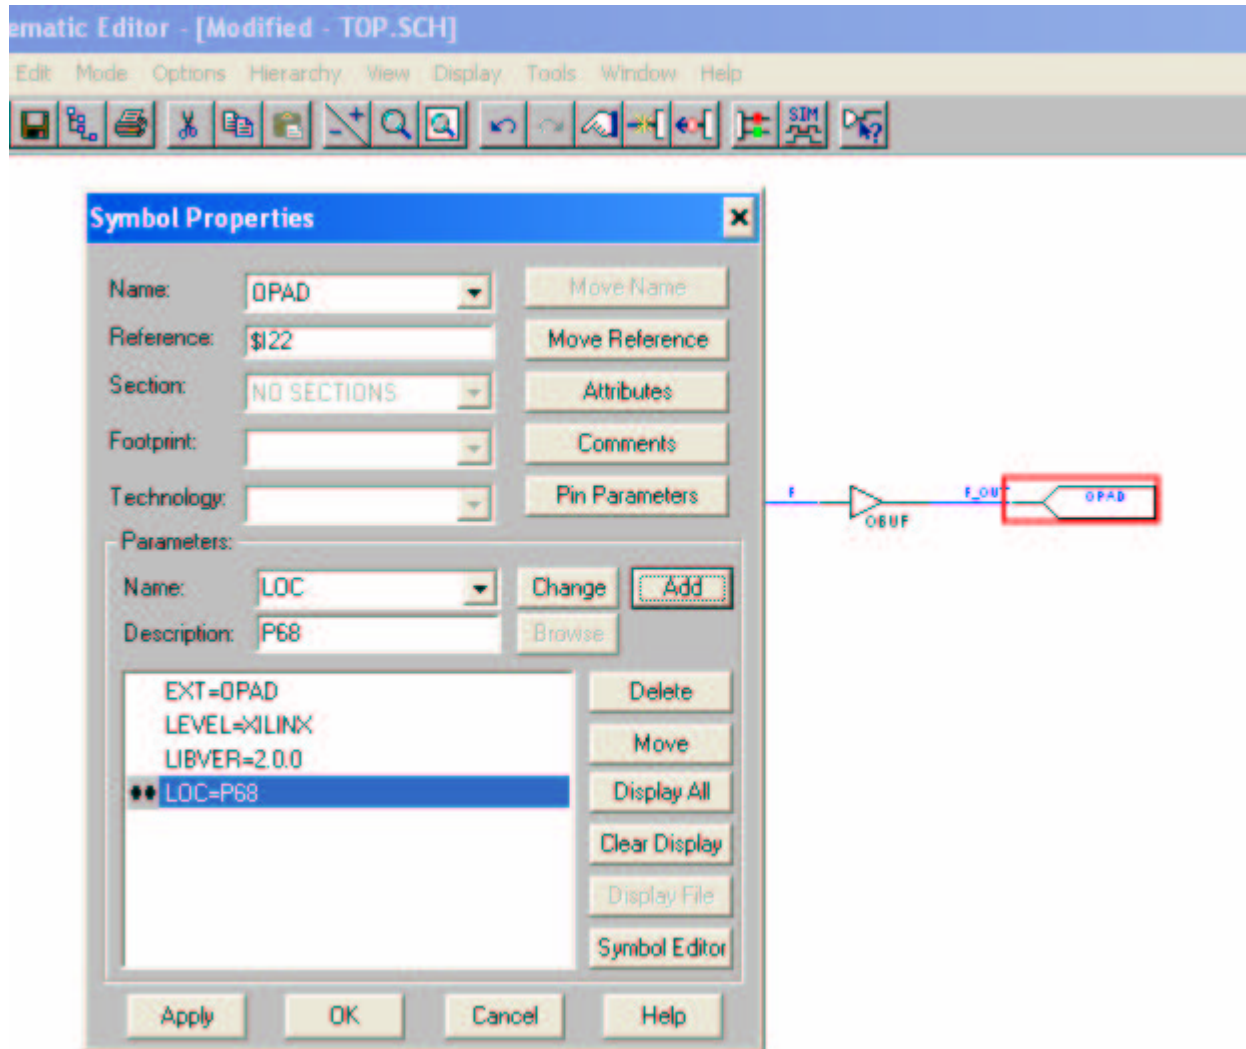 ematic Editor - [Modified - TOP.SCH]
Edit Mode Options Hierarchy View Display Tools Window Help
SIM
Symbol Properties
Name: OPAD Move Name
Reference: $I22 Move Reference
Section: NO SECTIONS Attributes
Footprint: Comments
Technology: Pin Parameters
F OBUF F_OUT OPAD
Parameters:
Name: LOC Change Add
Description: P68 Browse
EXT=OPAD Delete
LEVEL=XILINX
LIBVER=2.0.0 Move
LOC=P68 Display All
Clear Display
Display File
Symbol Editor
Apply OK Cancel Help